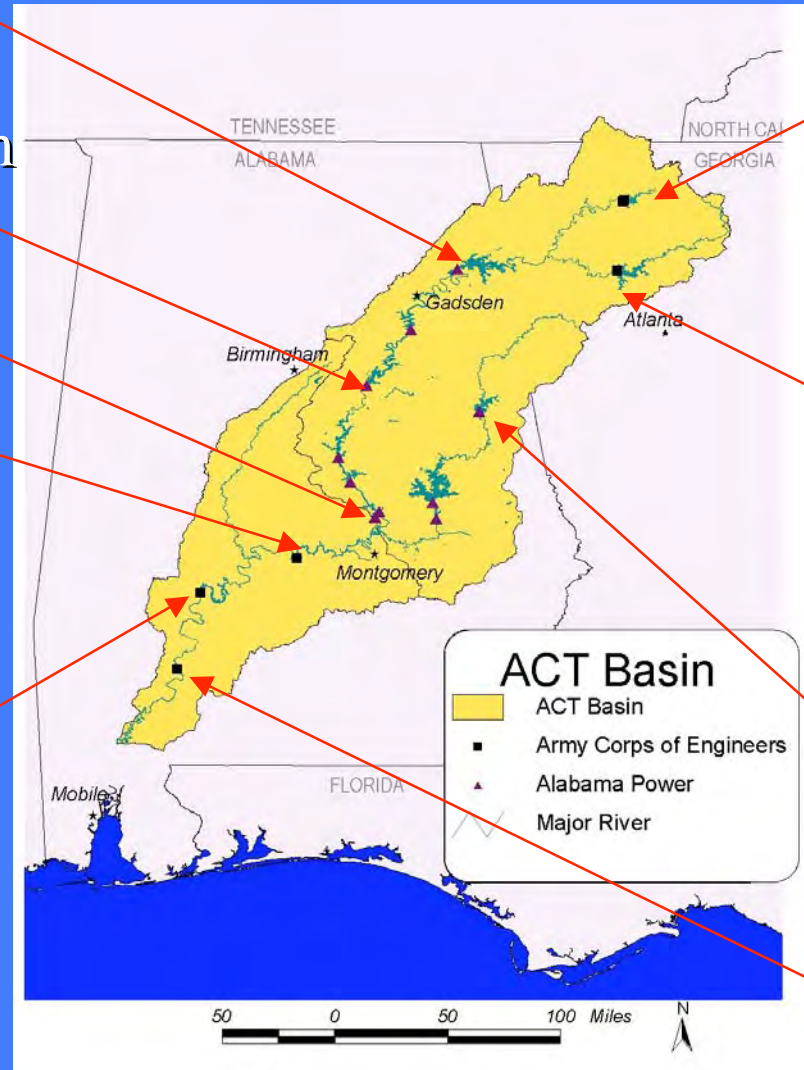 TENNESSEE
NORTH CA
n
ALABAMA
GEORGIA
Gadsden
Atlanta
Birmingham
Montgomery
ACT Basin
ACT Basin
Army Corps of Engineers
Alabama Power
Major River
FLORIDA
Mobile
50 0 50 100 Miles
N